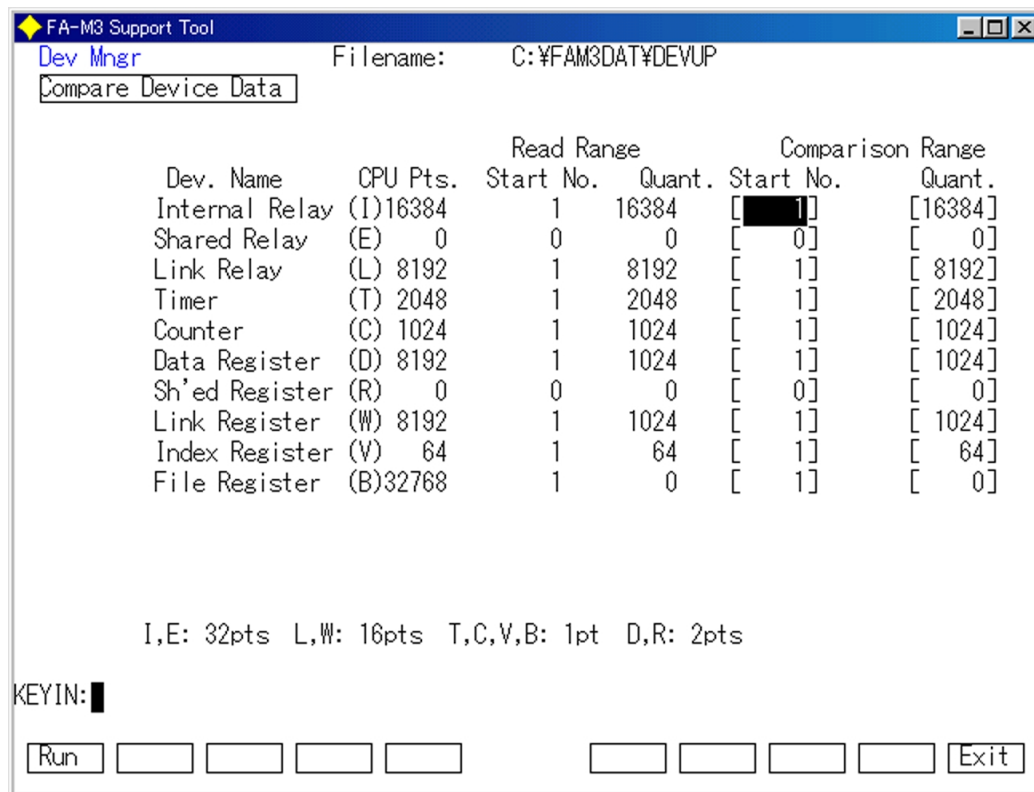 FA-M3 Support Tool
Dev Mngr Filename: C:¥FAM3DAT¥DEVUP
Compare Device Data
Read Range Comparison Range
Dev. Name CPU Pts. Start No. Quant. Start No. Quant.
Internal Relay (I)16384 1 16384 [ 1] [16384]
Shared Relay (E) 0 0 0 [ 0] [ 0]
Link Relay (L) 8192 1 8192 [ 1] [ 8192]
Timer (T) 2048 1 2048 [ 1] [ 2048]
Counter (C) 1024 1 1024 [ 1] [ 1024]
Data Register (D) 8192 1 1024 [ 1] [ 1024]
Sh'ed Register (R) 0 0 0 [ 0] [ 0]
Link Register (W) 8192 1 1024 [ 1] [ 1024]
Index Register (V) 64 1 64 [ 1] [ 64]
File Register (B)32768 1 0 [ 1] [ 0]
I,E: 32pts L,W: 16pts T,C,V,B: 1pt D,R: 2pts
KEYIN:
Run Exit